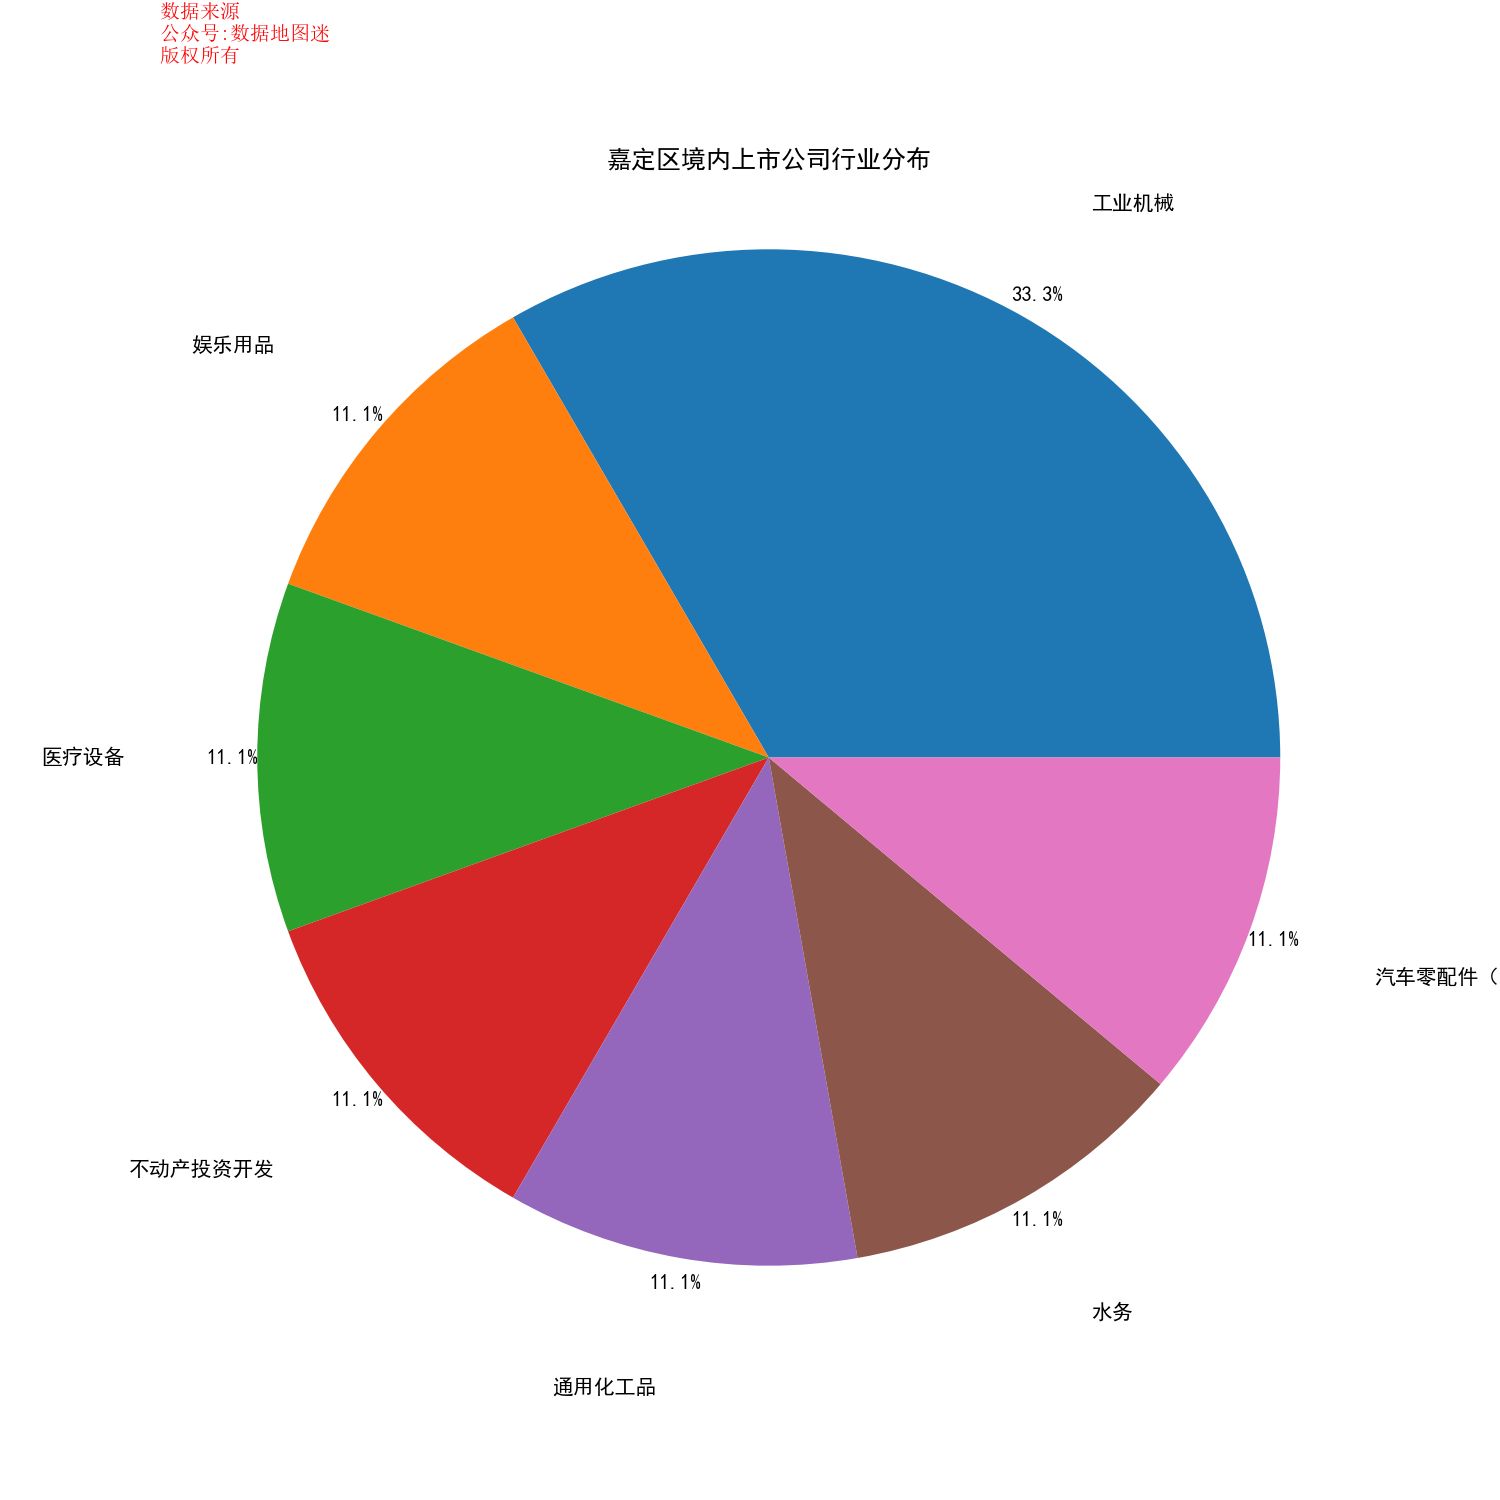 数据来源
公众号:数据地图迷
版权所有
嘉定区境内上市公司行业分布
工业机械
33.3%
娱乐用品
11.1%
医疗设备
11.1%
11.1%
汽车零配件（
11.1%
不动产投资开发
11.1%
水务
11.1%
通用化工品